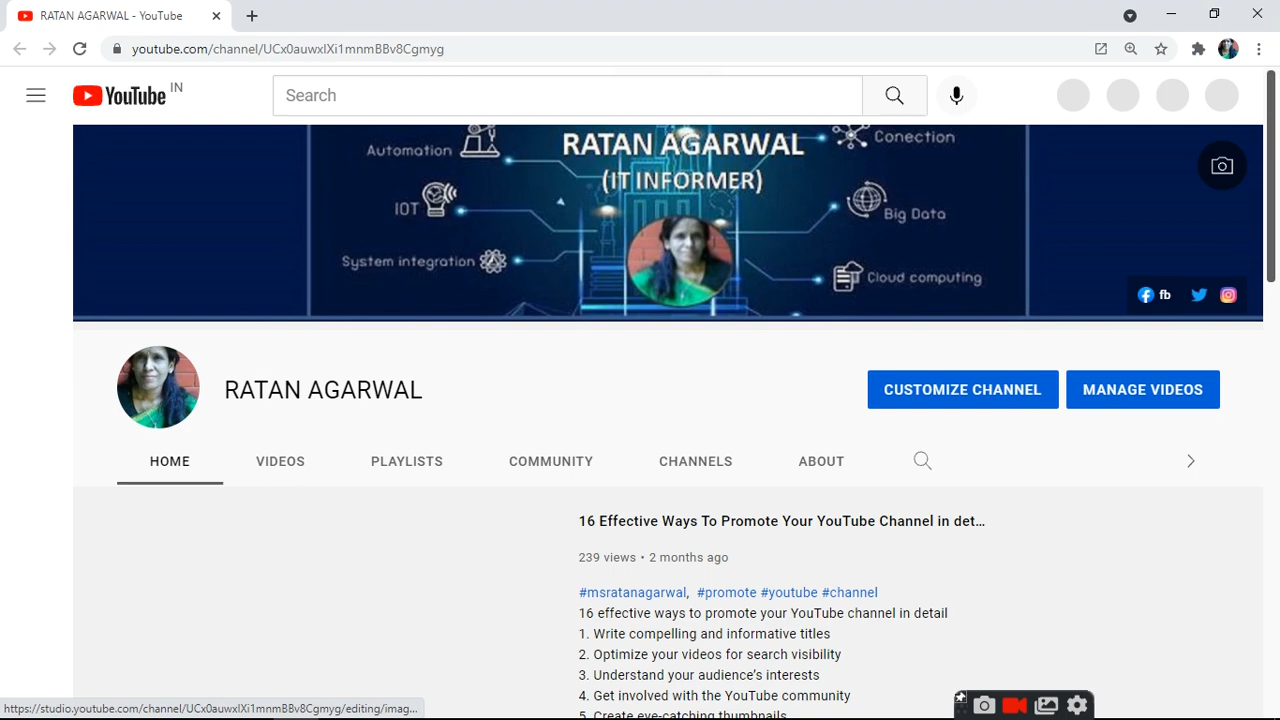 RATAN AGARWAL - YouTube
youtube.com/channel/UCx0auwxlXi1mnmBBv8Cgmyg
YouTube IN
Search
Automation
RATAN AGARWAL
Conection
(IT INFORMER)
IOT
Big Data
System integration
Cloud computing
fb
RATAN AGARWAL
CUSTOMIZE CHANNEL
MANAGE VIDEOS
HOME VIDEOS PLAYLISTS COMMUNITY CHANNELS ABOUT
16 Effective Ways To Promote Your YouTube Channel in det...
239 views • 2 months ago
#msratanagarwal, #promote #youtube #channel
16 effective ways to promote your YouTube channel in detail
1. Write compelling and informative titles
2. Optimize your videos for search visibility
3. Understand your audience's interests
4. Get involved with the YouTube community
5. Create eye-catching thumbnails
https://studio.youtube.com/channel/UCx0auwxlXi1mnmBBv8Cgmyg/editing/imag...